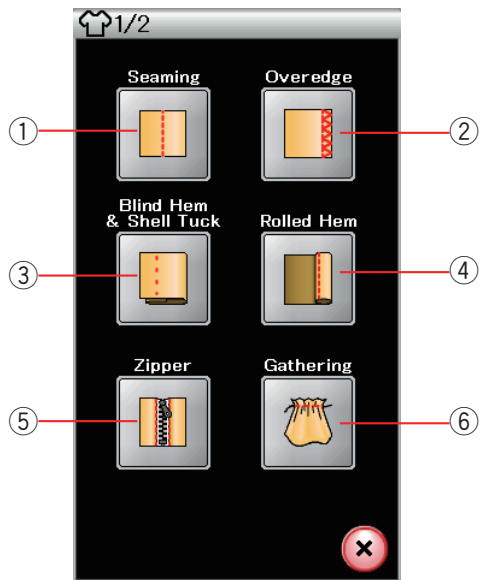 1/2
Seaming
Overedge
①
②
Blind Hem
& Shell Tuck
Rolled Hem
③
④
Zipper
Gathering
⑤
⑥